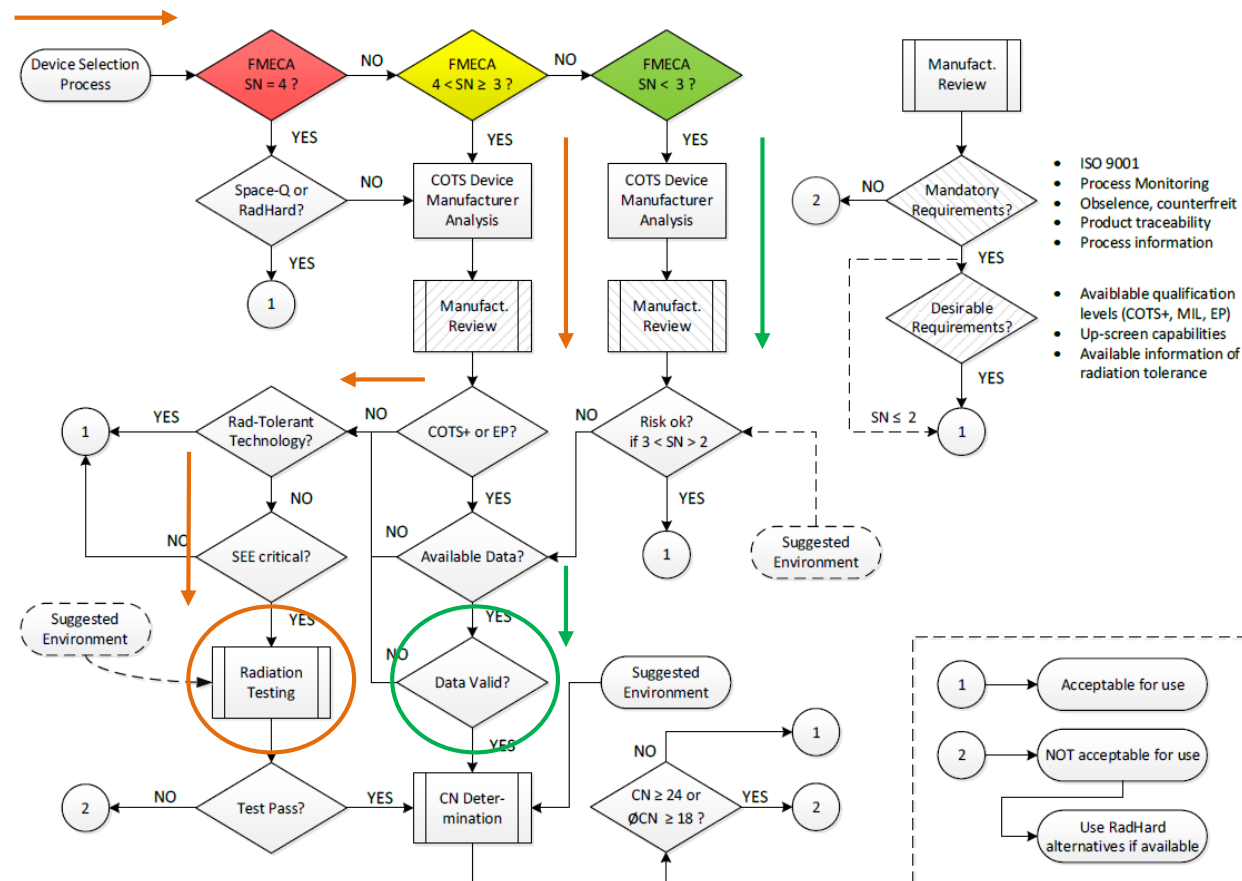 Device Selection
Process
FMECA
SN = 4 ?
NO
FMECA
4 < SN ≥ 3 ?
NO
FMECA
SN < 3 ?
Manufact.
Review
YES
YES
YES
Space-Q or
RadHard?
NO
COTS Device
Manufacturer
Analysis
COTS Device
Manufacturer
Analysis
NO
2
Mandatory
Requirements?
• ISO 9001
• Process Monitoring
• Obselence, counterfreit
• Product traceability
• Process information
YES
YES
1
Manufact.
Review
Manufact.
Review
Desirable
Requirements?
• Availblable qualification
levels (COTS+, MIL, EP)
• Up-screen capabilities
• Available information of
radiation tolerance
YES
1
YES
Rad-Tolerant
Technology?
NO
COTS+ or EP?
NO
Risk ok?
if 3 < SN > 2
SN ≤ 2
1
NO
YES
YES
NO
SEE critical?
NO
Available Data?
1
Suggested
Environment
Suggested
Environment
YES
YES
Radiation
Testing
NO
Data Valid?
Suggested
Environment
1
Acceptable for use
YES
NO
1
2
NOT acceptable for use
2
NO
Test Pass?
YES
CN Deter-
mination
CN ≥ 24 or
ØCN ≥ 18 ?
YES
2
Use RadHard
alternatives if available